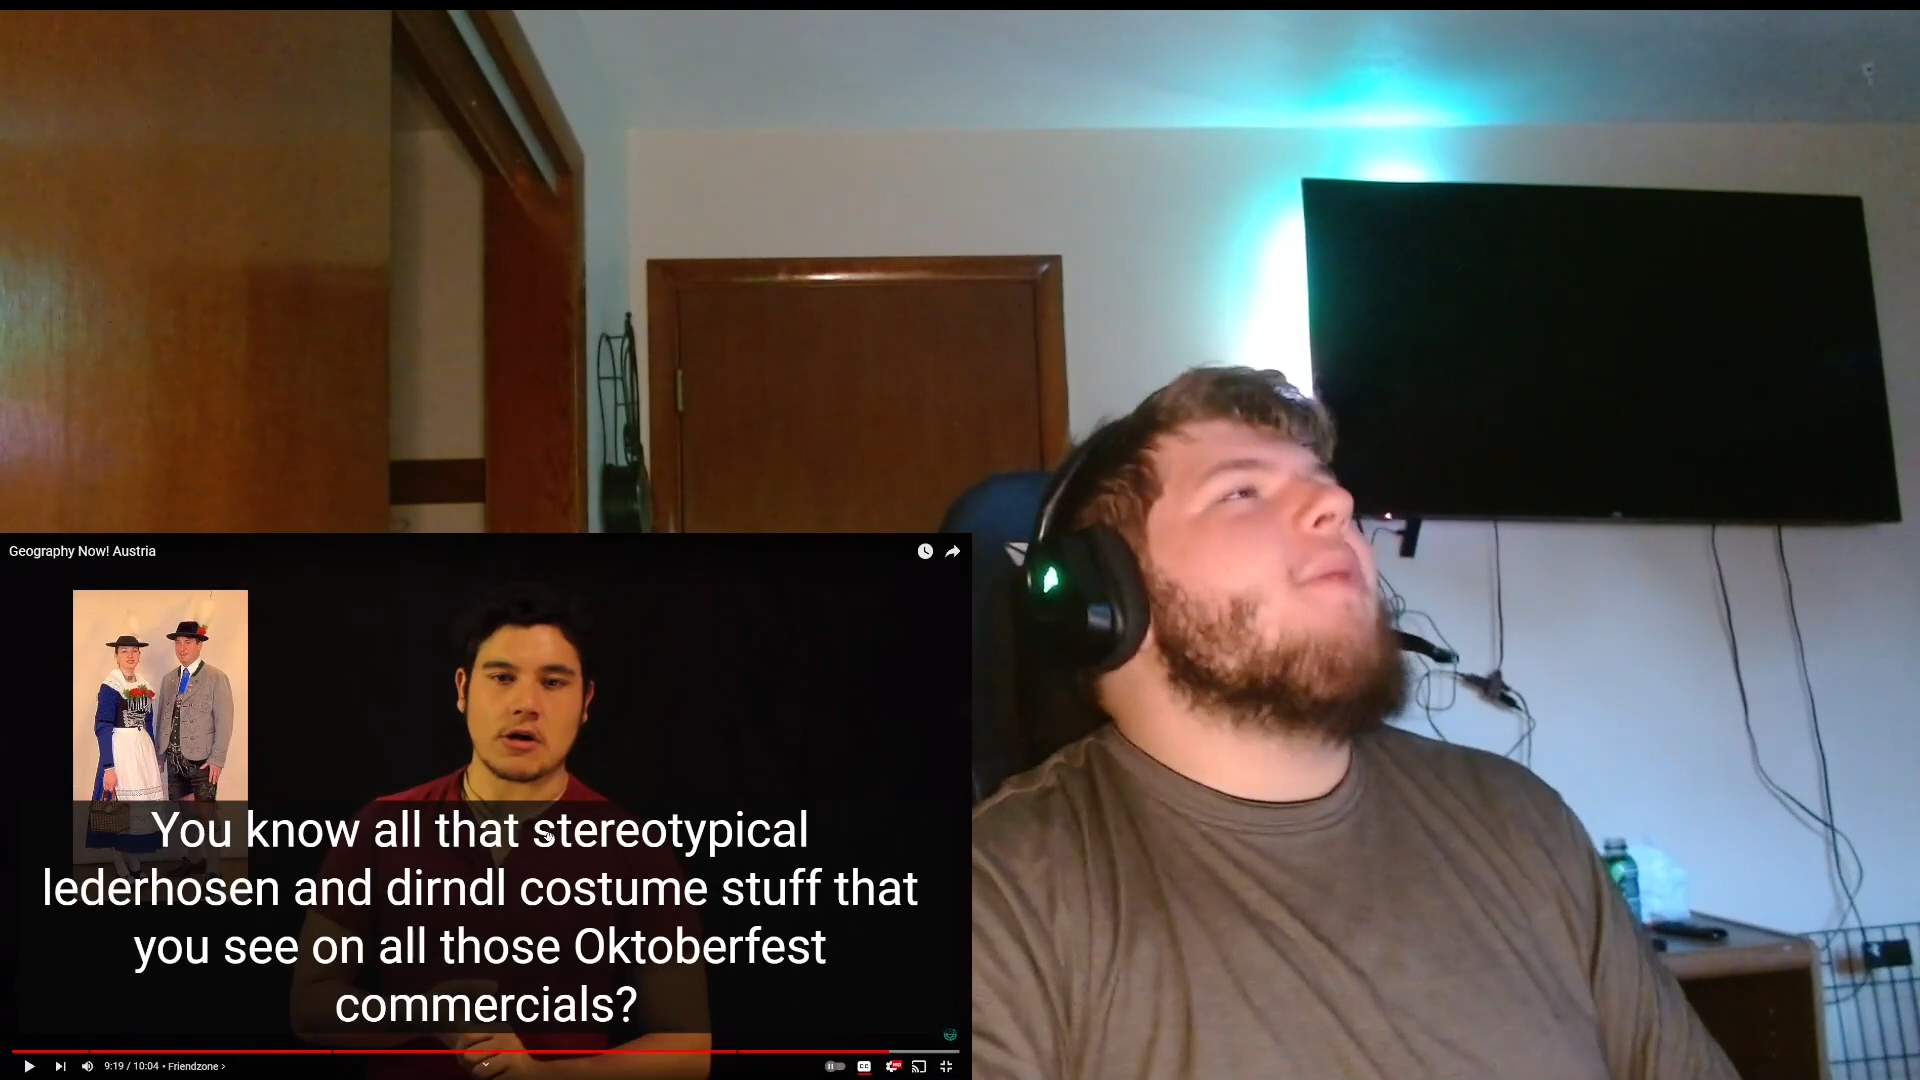 Geography Now! Austria
You know all that stereotypical
lederhosen and dirndl costume stuff that
you see on all those Oktoberfest
commercials?
9:19 / 10:04 • Friendzone >